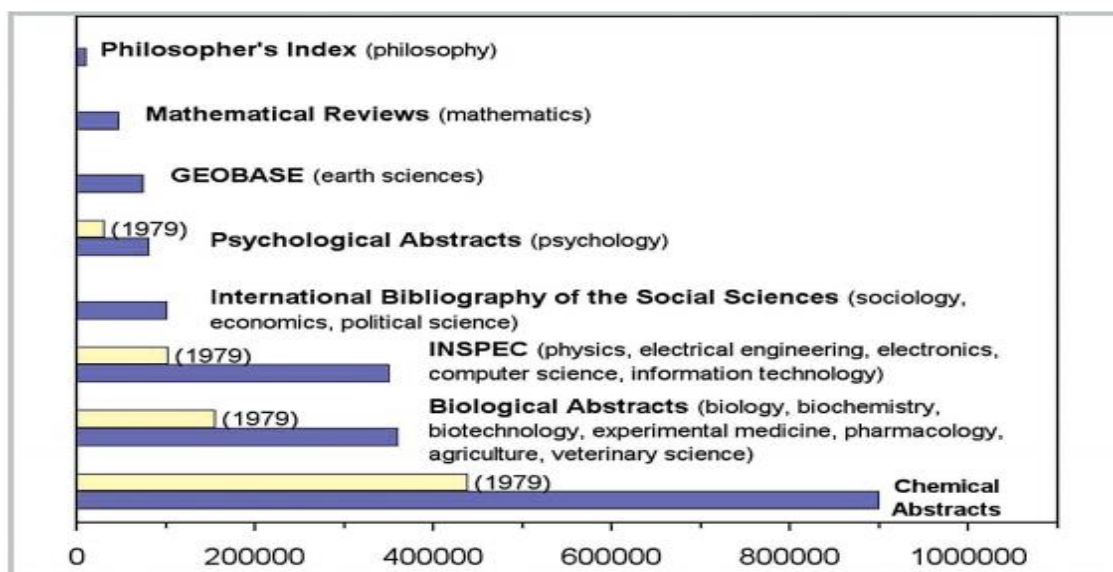 Philosopher's Index (philosophy)
Mathematical Reviews (mathematics)
GEOBASE (earth sciences)
(1979)
Psychological Abstracts (psychology)
International Bibliography of the Social Sciences (sociology,
economics, political science)
(1979)
INSPEC (physics, electrical engineering, electronics,
computer science, information technology)
(1979)
Biological Abstracts (biology, biochemistry,
biotechnology, experimental medicine, pharmacology,
agriculture, veterinary science)
(1979)
Chemical
Abstracts
0 200000 400000 600000 800000 1000000